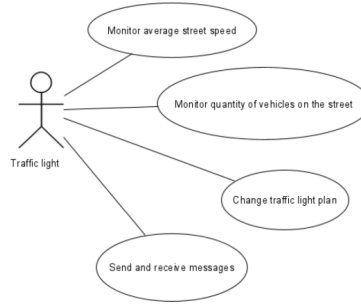 Monitor average street speed
Monitor quantity of vehicles on the street
Traffic light
Change traffic light plan
Send and receive messages